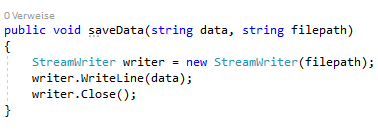 0 Verweise
public void saveData(string data, string filepath)
{
    StreamWriter writer = new StreamWriter(filepath);
    writer.WriteLine(data);
    writer.Close();
}